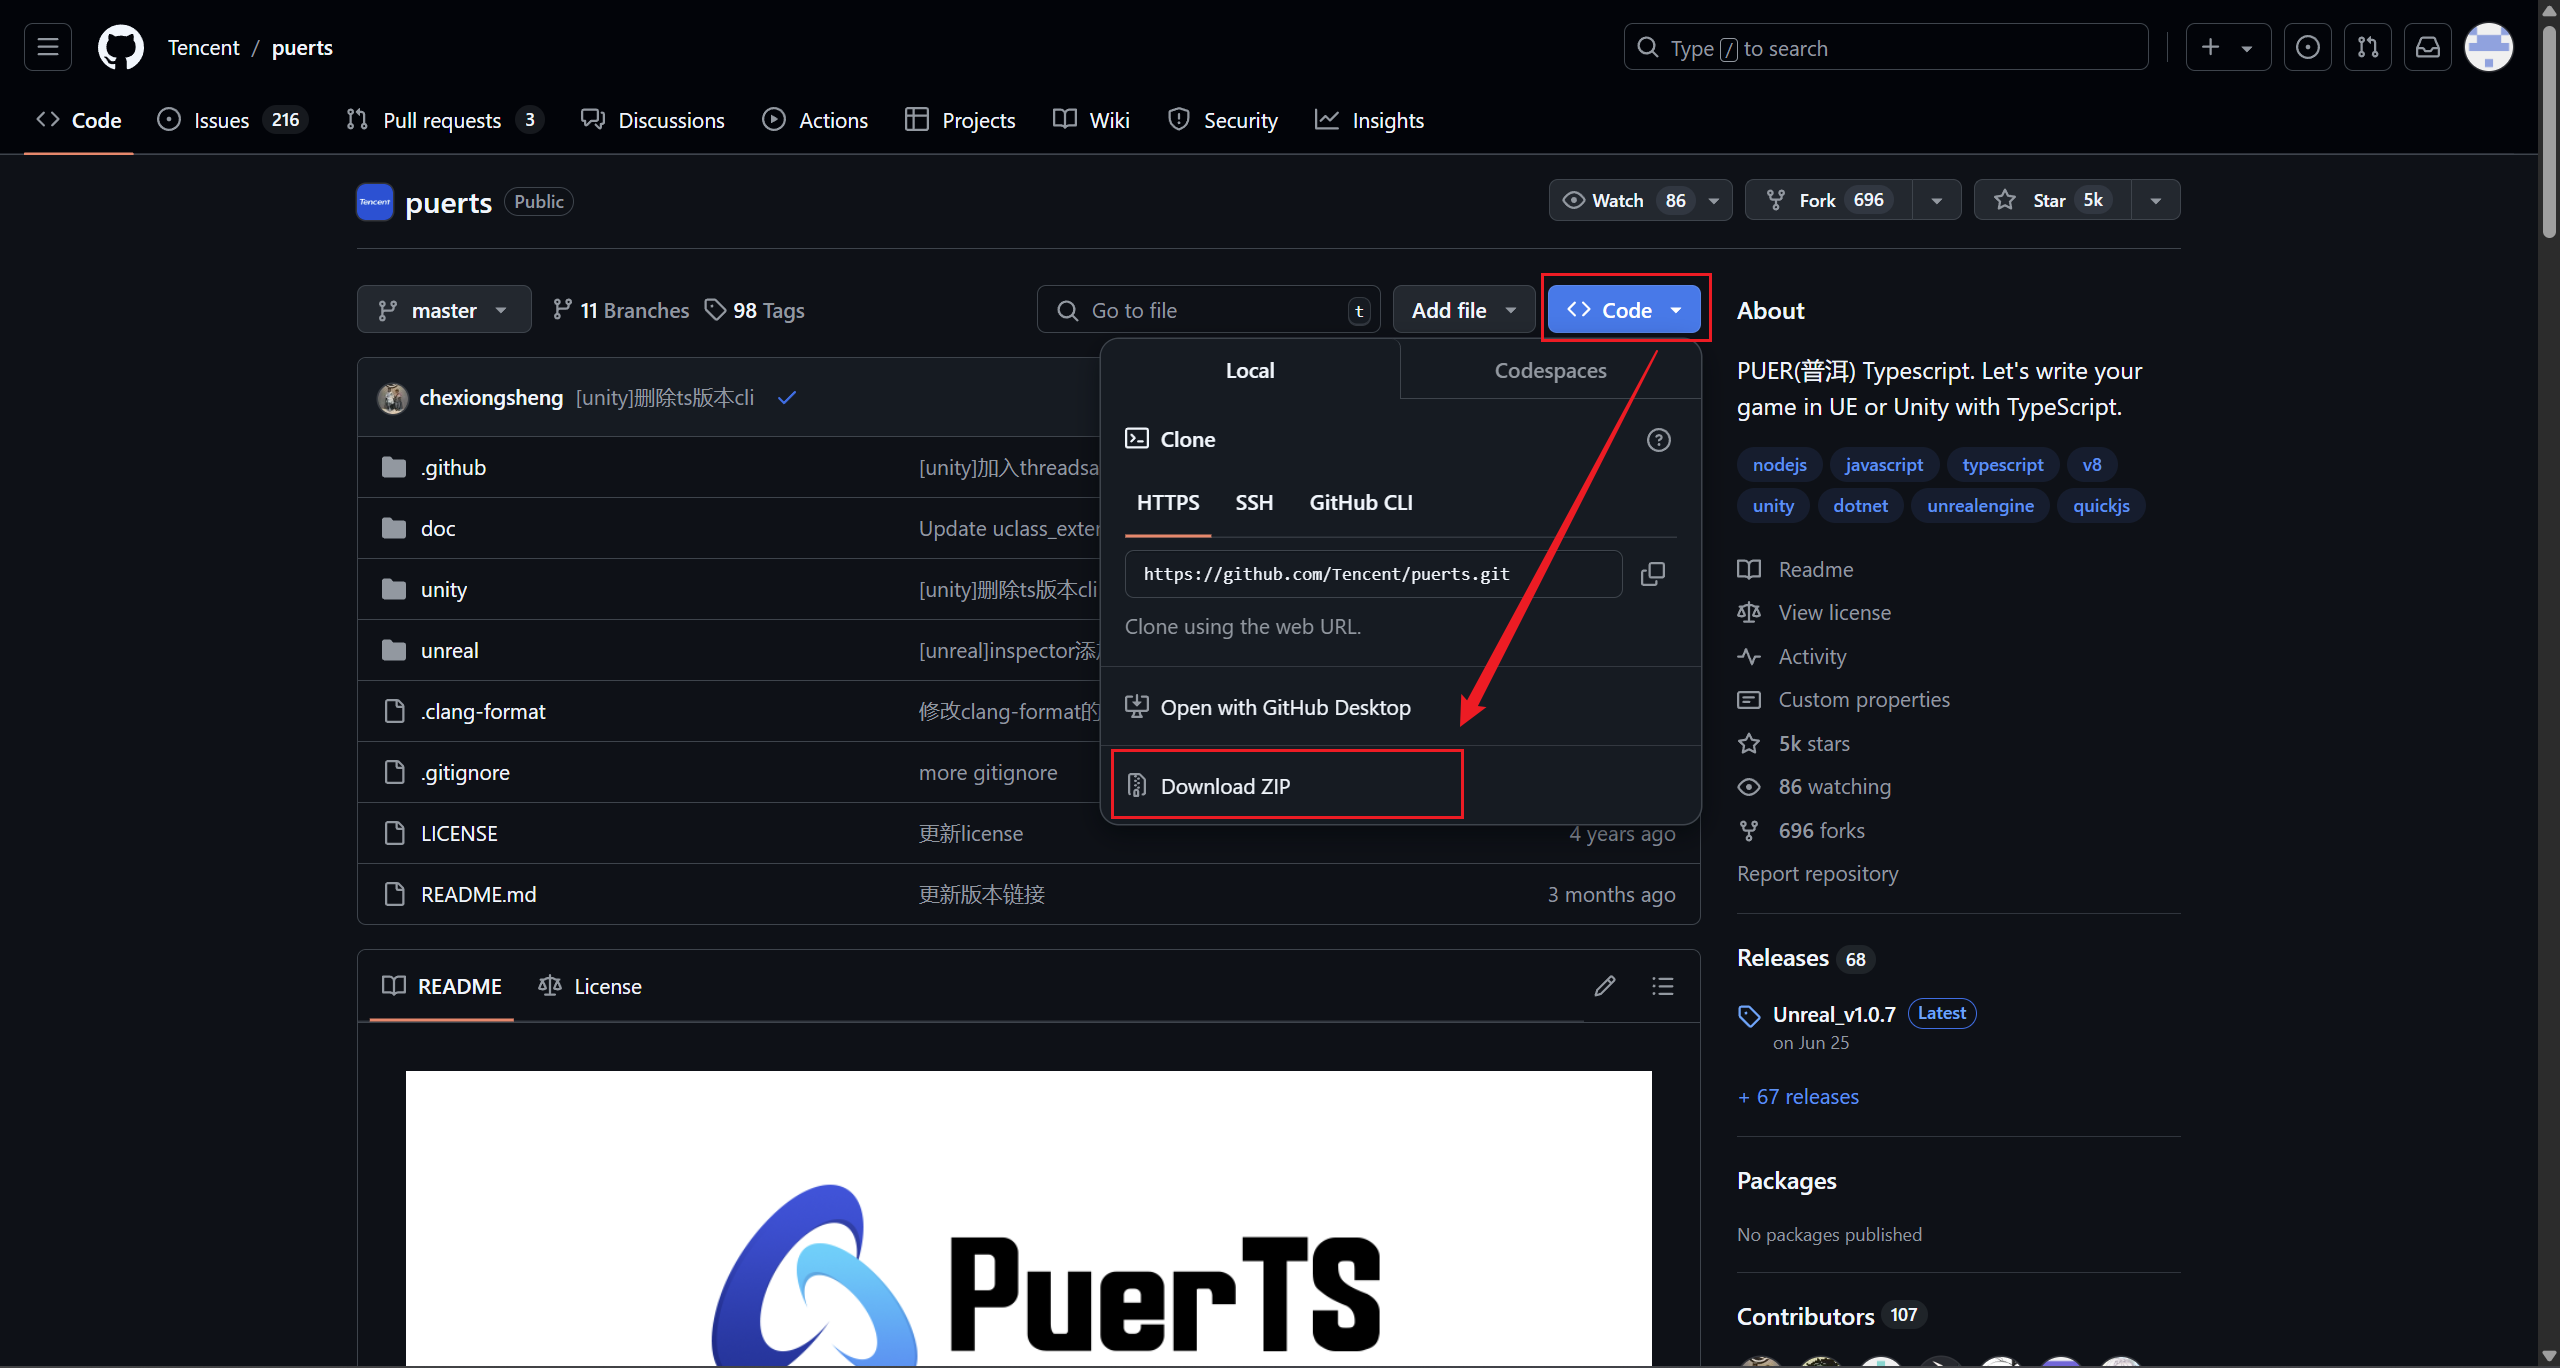 Tencent / puerts
Type / to search
Code
Issues 216
Pull requests 3
Discussions
Actions
Projects
Wiki
Security
Insights
Tencent
puerts Public
Watch 86
Fork 696
Star 5k
master
11 Branches
98 Tags
Go to file t
Add file
Code
chexiongsheng [unity]删除ts版本cli
.github [unity]加入threadsa
doc Update uclass_exter
unity [unity]删除ts版本cli
unreal [unreal]inspector添
.clang-format 修改clang-format的
.gitignore more gitignore
LICENSE 更新license 4 years ago
README.md 更新版本链接 3 months ago
Local
Codespaces
Clone
HTTPS SSH GitHub CLI
https://github.com/Tencent/puerts.git
Clone using the web URL.
Open with GitHub Desktop
Download ZIP
README
License
PuerTS
About
PUER(普洱) Typescript. Let's write your
game in UE or Unity with TypeScript.
nodejs javascript typescript v8
unity dotnet unrealengine quickjs
Readme
View license
Activity
Custom properties
5k stars
86 watching
696 forks
Report repository
Releases 68
Unreal_v1.0.7 Latest
on Jun 25
+ 67 releases
Packages
No packages published
Contributors 107